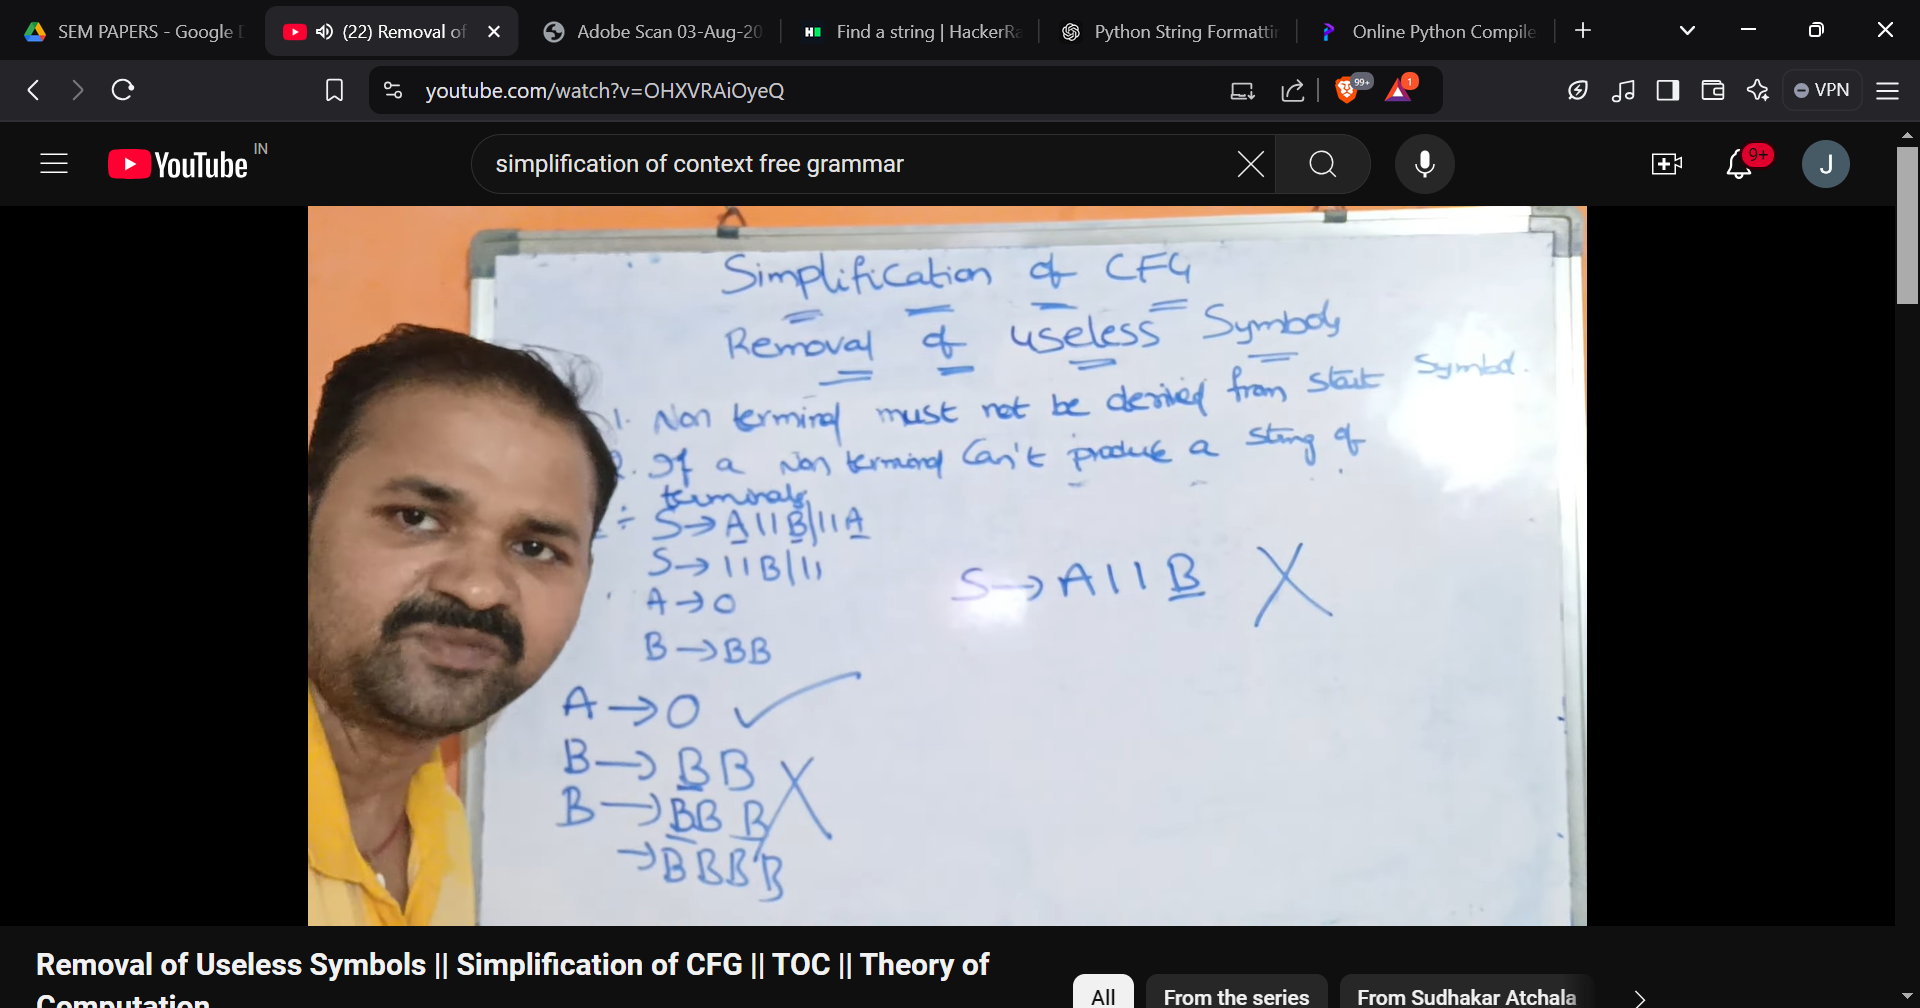 SEM PAPERS - Google D
(22) Removal of
Adobe Scan 03-Aug-20
Find a string | HackerRa
Python String Formattin
Online Python Compile
youtube.com/watch?v=OHXVRAiOyeQ
99+
1
VPN
YouTube IN
simplification of context free grammar
9+
J
Simplification of CFG
Removal of useless Symbols
1. Non terminal must not be derived from start symbol.
2. If a Non terminal Can't produce a string of
terminals
S→A11B/11A
S→11B/11
A→0
B→BB
S→A11B X
A→0 ✓
B→BB X
B→BBB
→BBBB
Removal of Useless Symbols || Simplification of CFG || TOC || Theory of
Computation
All
From the series
From Sudhakar Atchala